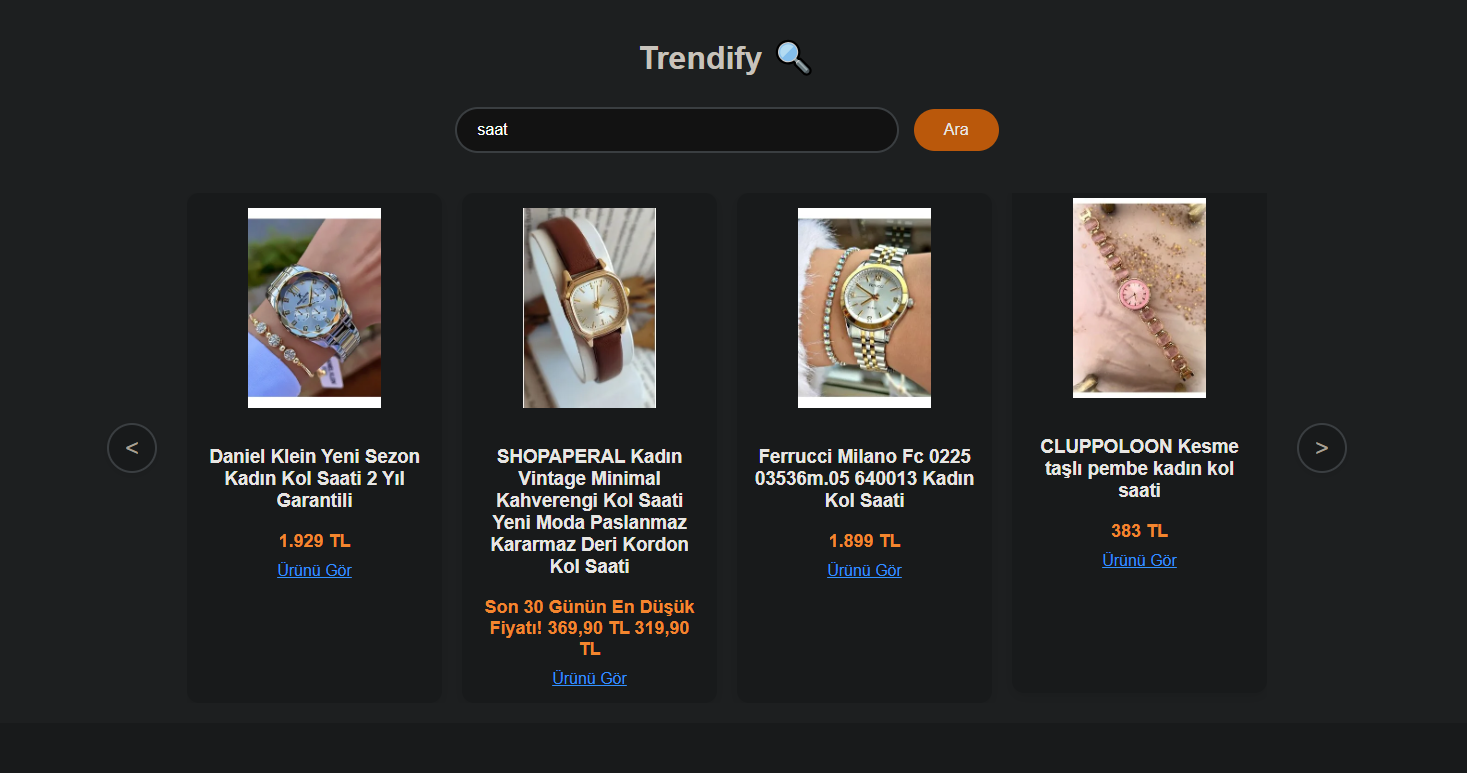 Trendify
saat
Ara
<
>
Daniel Klein Yeni Sezon
Kadın Kol Saati 2 Yıl
Garantili
1.929 TL
Ürünü Gör
SHOPAPERAL Kadın
Vintage Minimal
Kahverengi Kol Saati
Yeni Moda Paslanmaz
Kararmaz Deri Kordon
Kol Saati
Son 30 Günün En Düşük
Fiyatı! 369,90 TL 319,90
TL
Ürünü Gör
Ferrucci Milano Fc 0225
03536m.05 640013 Kadın
Kol Saati
1.899 TL
Ürünü Gör
CLUPPOLOON Kesme
taşlı pembe kadın kol
saati
383 TL
Ürünü Gör